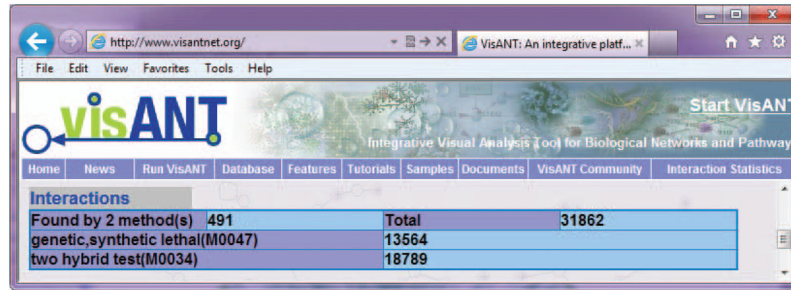 http://www.visantnet.org/
VisANT: An integrative platf...
File Edit View Favorites Tools Help
visANT
Start VisANT
Integrative Visual Analysis Tool for Biological Networks and Pathway
Home News Run VisANT Database Features Tutorials Samples Documents VisANT Community Interaction Statistics
Interactions
Found by 2 method(s) 491 Total 31862
genetic,synthetic lethal(M0047) 13564
two hybrid test(M0034) 18789